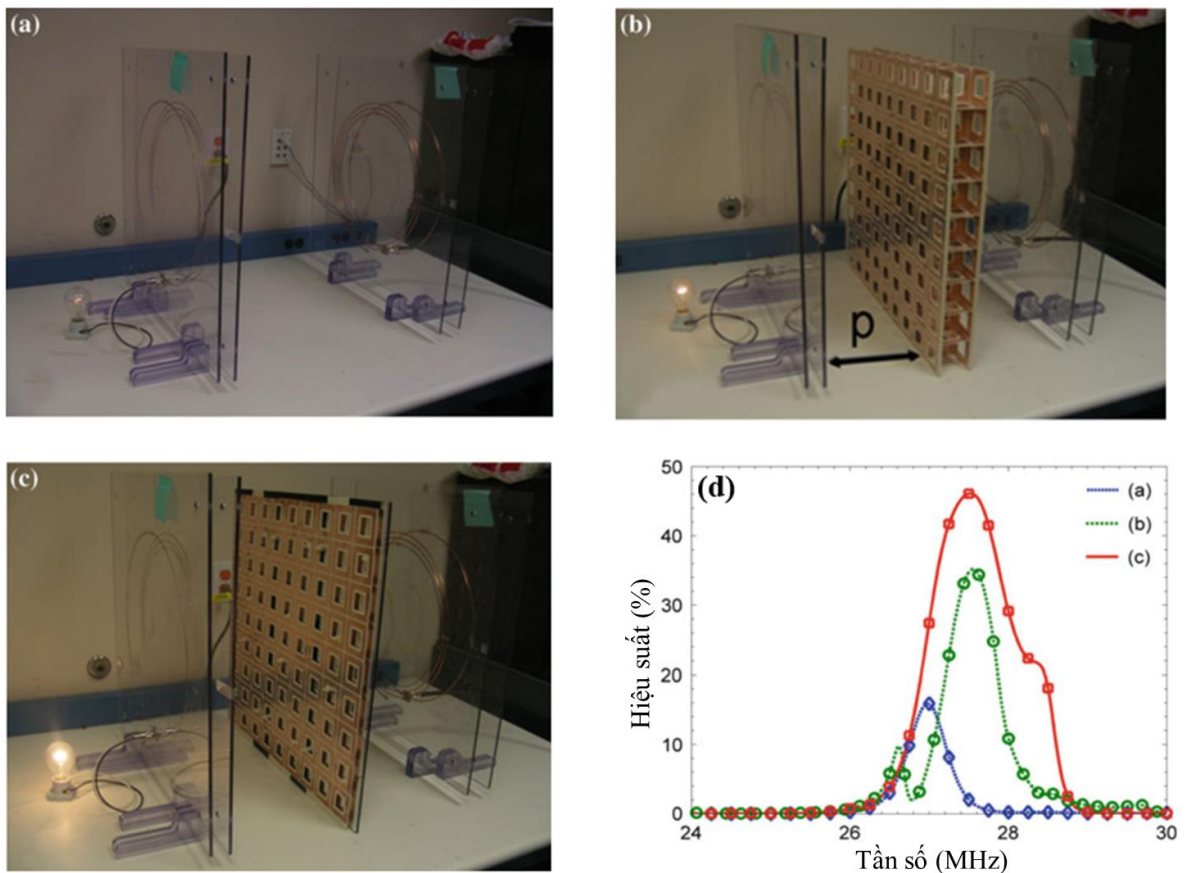 (a)
(b)
p
(c)
(d)
(a)
(b)
(c)
50
40
30
20
10
0
Hiệu suất (%)
24
26
28
30
Tần số (MHz)